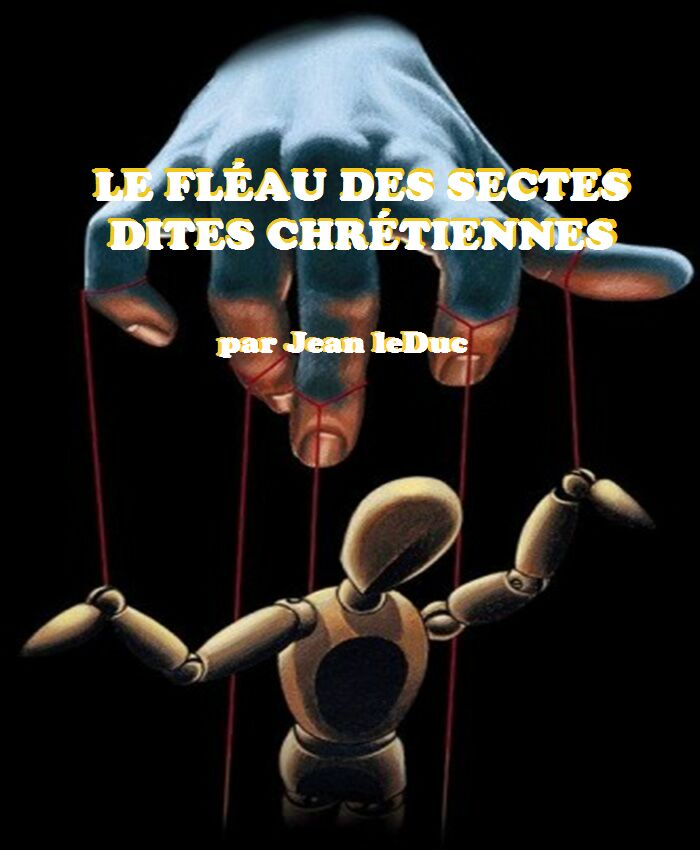 LE FLÉAU DES SECTES
DITES CHRÉTIENNES
par Jean leDuc